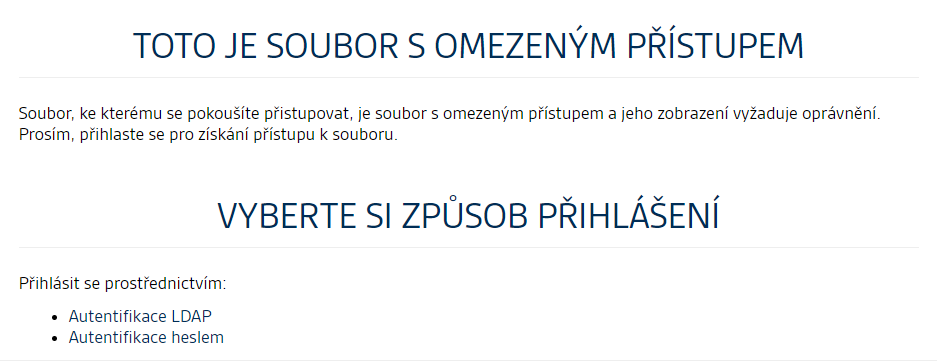 TOTO JE SOUBOR S OMEZENÝM PŘÍSTUPEM
Soubor, ke kterému se pokoušíte přistupovat, je soubor s omezeným přístupem a jeho zobrazení vyžaduje oprávnění.
Prosím, přihlaste se pro získání přístupu k souboru.
VYBERTE SI ZPŮSOB PŘIHLÁŠENÍ
Přihlásit se prostřednictvím:
• Autentifikace LDAP
• Autentifikace heslem